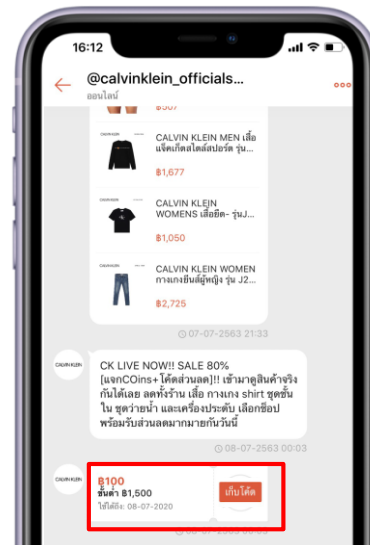 16:12
@calvinklein_officials...
ออนไลน์
฿507
CALVIN KLEIN MEN เสื้อ
แจ็คเก็ตสไตล์สปอร์ต รุ่น...
฿1,677
CALVIN KLEIN
WOMENS เสื้อยืด- รุ่นJ...
฿1,050
CALVIN KLEIN WOMEN
กางเกงยีนส์ผู้หญิง รุ่น J2...
฿2,725
07-07-2563 21:33
CALVIN KLEIN
CK LIVE NOW!! SALE 80%
[แจกCOins+โค้ดส่วนลด]!! เข้ามาดูสินค้าจริง
กันได้เลย ลดทั้งร้าน เสื้อ กางเกง shirt ชุดชั้น
ใน ชุดว่ายน้ำ และเครื่องประดับ เลือกช็อป
พร้อมรับส่วนลดมากมายกันวันนี้
08-07-2563 00:03
CALVIN KLEIN
฿100
ขั้นต่ำ ฿1,500
ใช้ได้ถึง: 08-07-2020
เก็บโค้ด